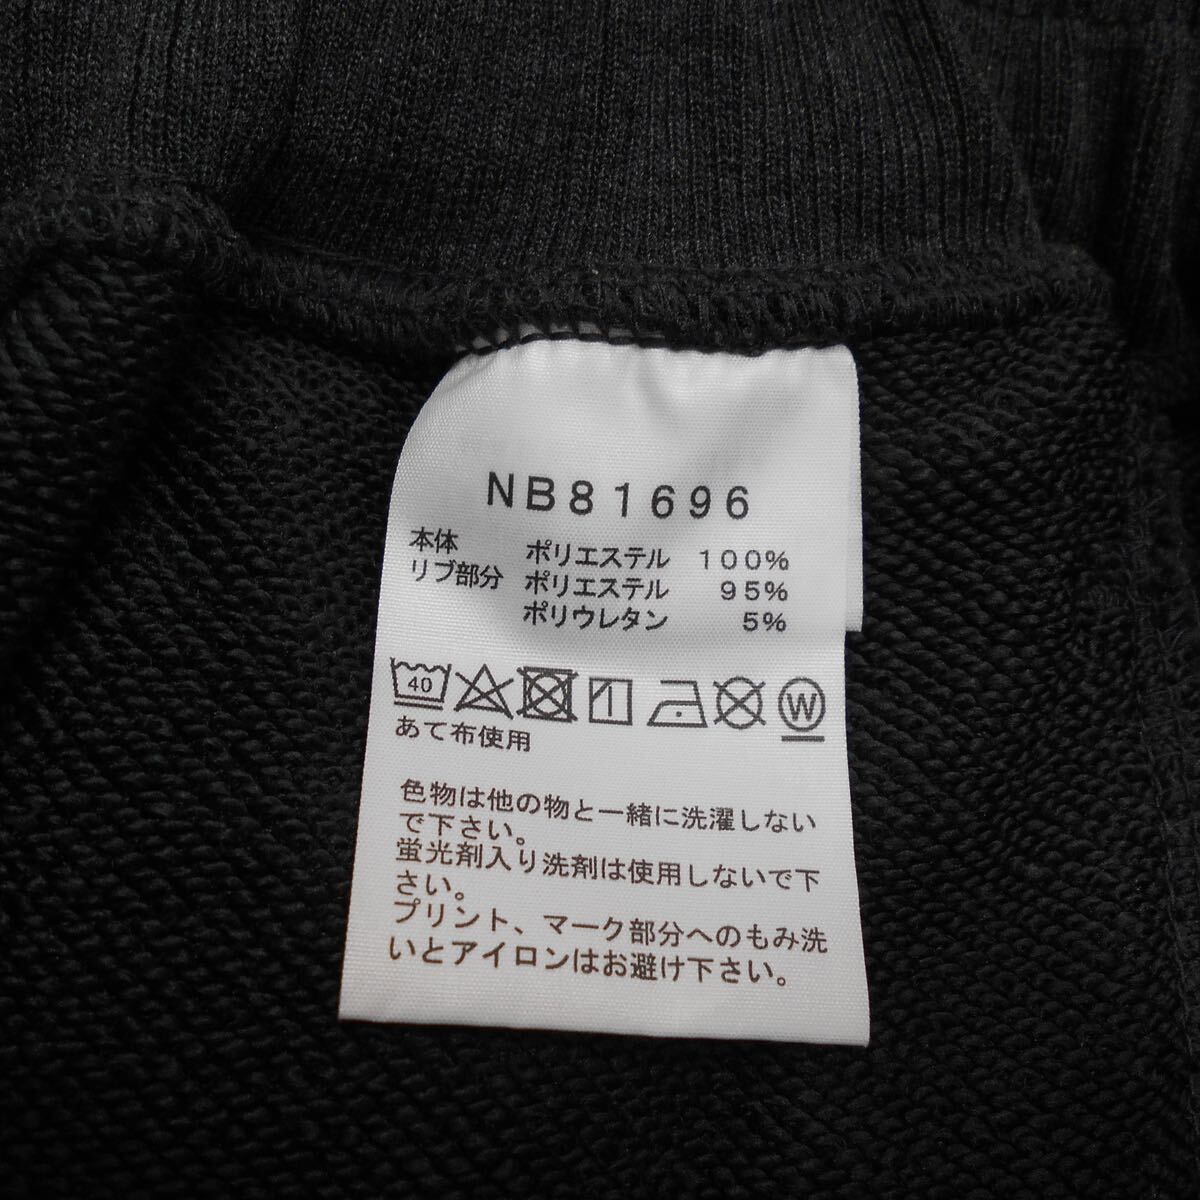 NB81696
本体 ポリエステル 100%
リブ部分 ポリエステル 95%
ポリウレタン 5%
40 W
あて布使用
色物は他の物と一緒に洗濯しない
で下さい。
蛍光剤入り洗剤は使用しないで下
さい。
プリント、マーク部分へのもみ洗
いとアイロンはお避け下さい。